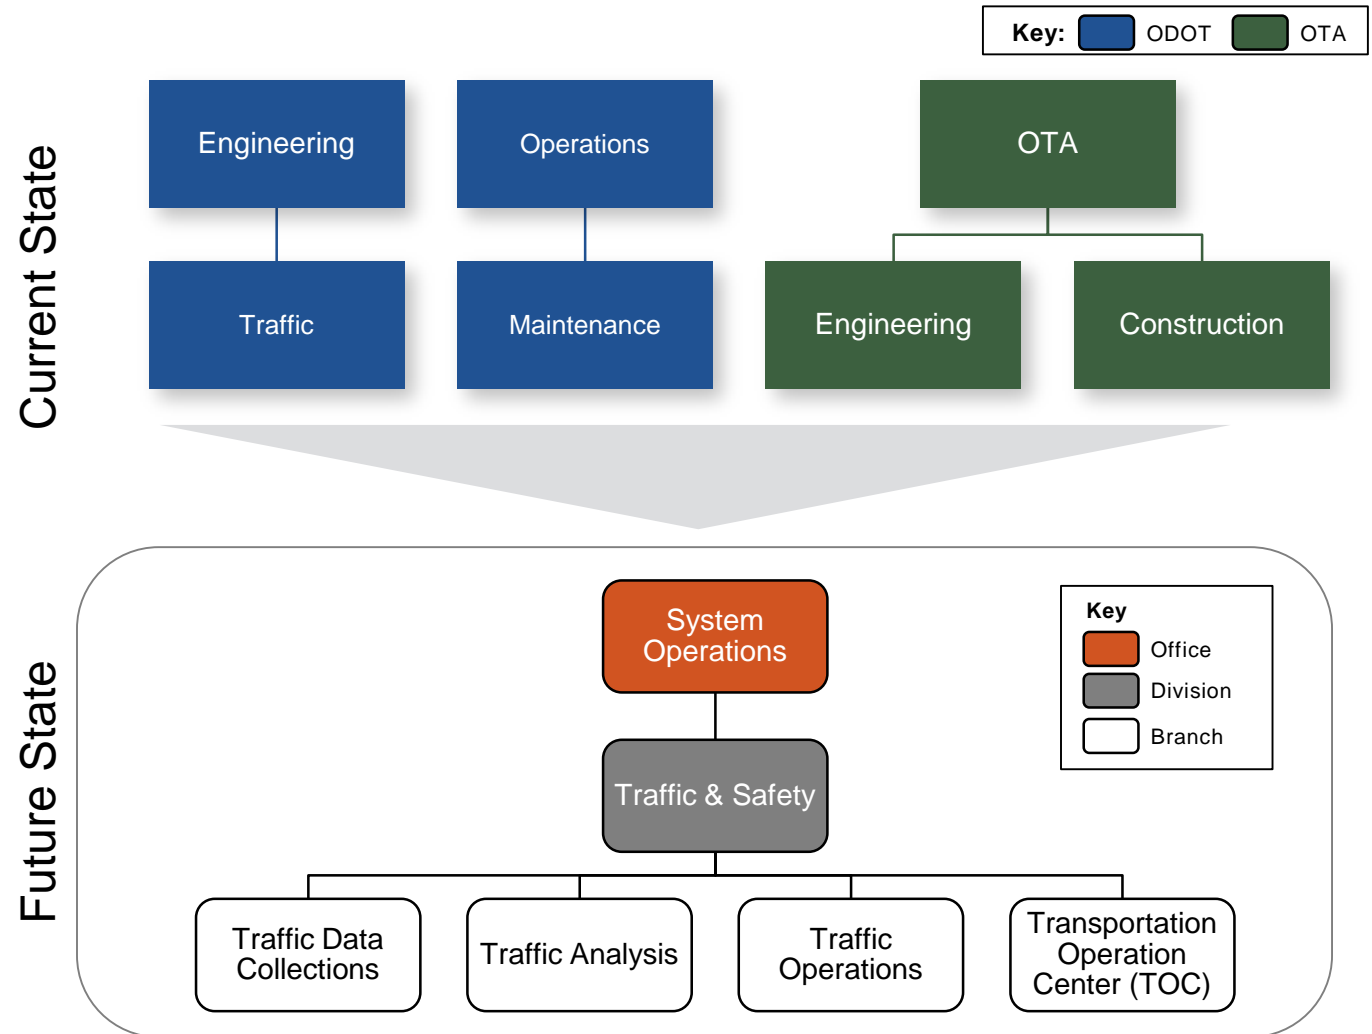 Key: ODOT OTA
Current State
Engineering
Operations
OTA
Traffic
Maintenance
Engineering
Construction
Future State
System
Operations
Key
Office
Division
Branch
Traffic & Safety
Traffic Data
Collections
Traffic Analysis
Traffic
Operations
Transportation
Operation
Center (TOC)